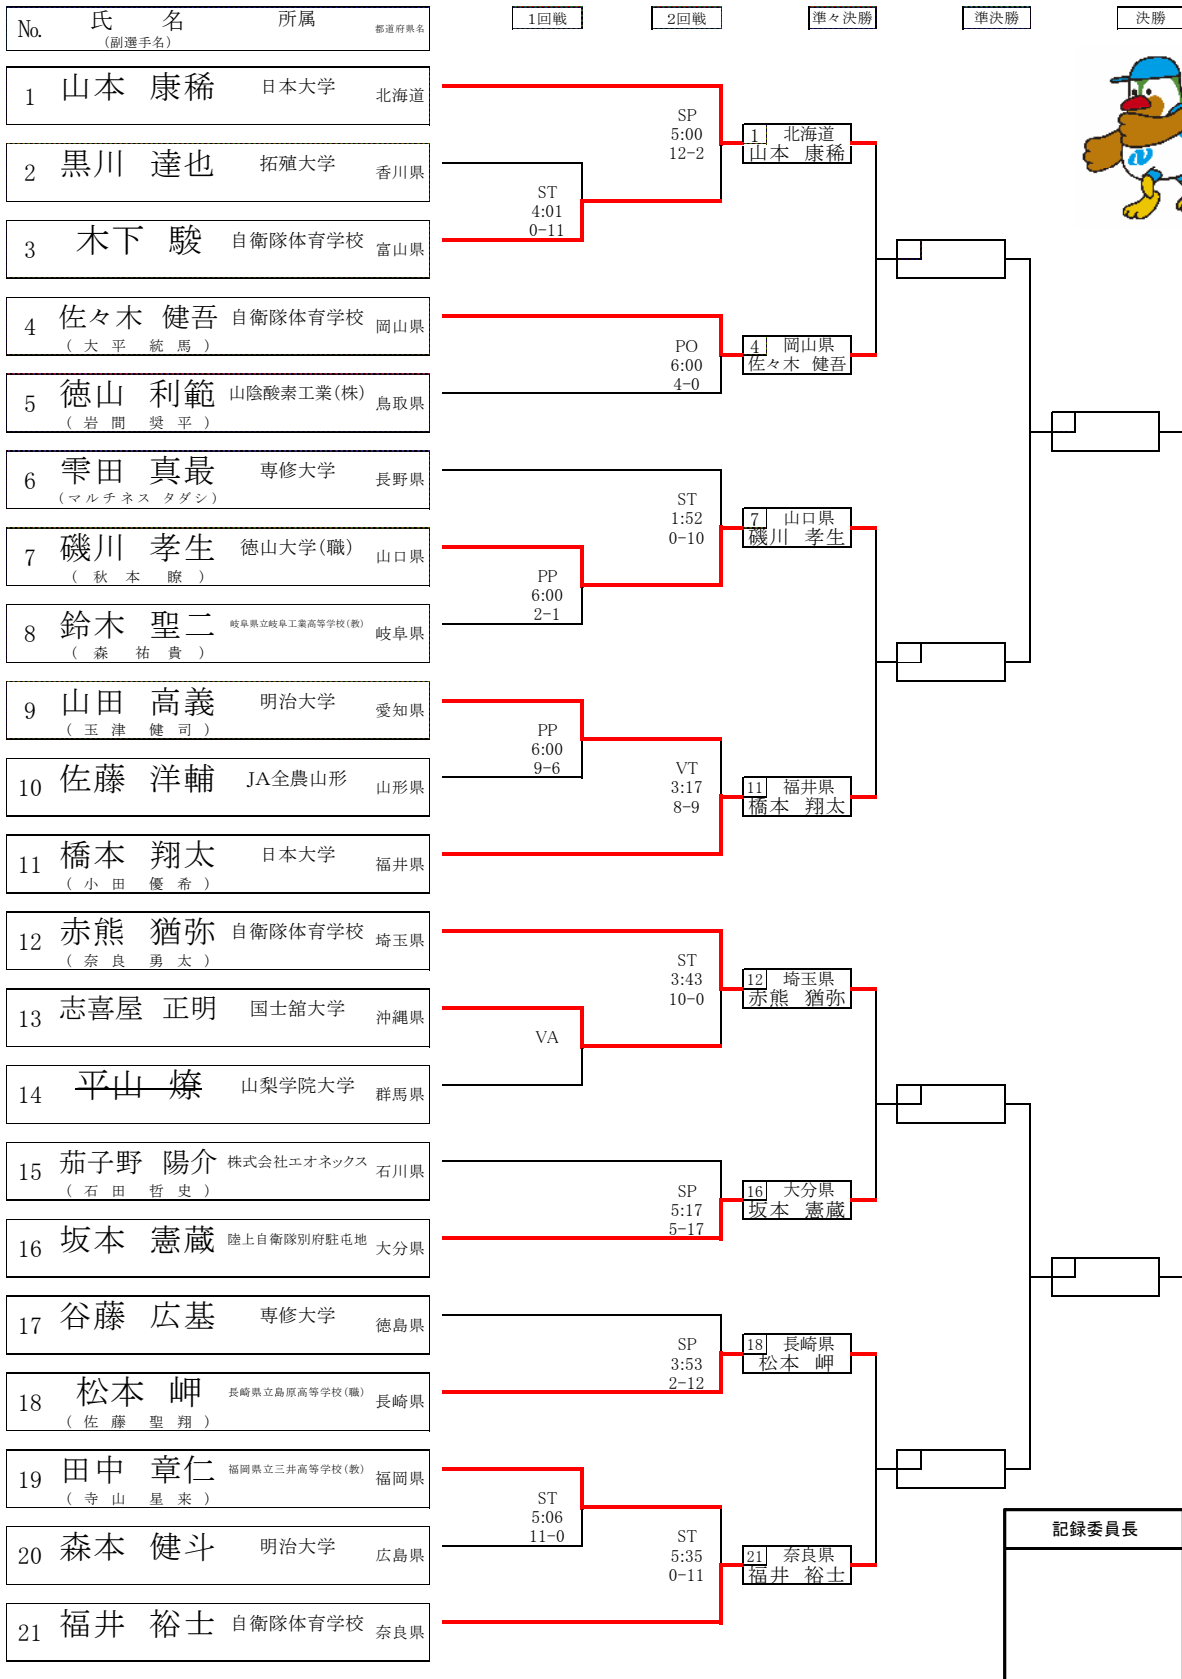 No. 氏 名 所属 都道府県名 1回戦 2回戦 準々決勝 準決勝 決勝
(副選手名)
1 山本 康稀 日本大学 北海道
2 黒川 達也 拓殖大学 香川県
3 木下 駿 自衛隊体育学校 富山県
4 佐々木 健吾 自衛隊体育学校 岡山県
( 大 平 統 馬 )
5 徳山 利範 山陰酸素工業(株) 鳥取県
( 岩 間 奨 平 )
6 雫田 真最 専修大学 長野県
(マルチネス タダシ)
7 磯川 孝生 徳山大学(職) 山口県
( 秋 本 瞭 )
8 鈴木 聖二 岐阜県立岐阜工業高等学校(教) 岐阜県
( 森 祐 貴 )
9 山田 高義 明治大学 愛知県
( 玉 津 健 司 )
10 佐藤 洋輔 JA全農山形 山形県
11 橋本 翔太 日本大学 福井県
( 小 田 優 希 )
12 赤熊 猶弥 自衛隊体育学校 埼玉県
( 奈 良 勇 太 )
13 志喜屋 正明 国士舘大学 沖縄県
14 平山 燎 山梨学院大学 群馬県
15 茄子野 陽介 株式会社エオネックス 石川県
( 石 田 哲 史 )
16 坂本 憲蔵 陸上自衛隊別府駐屯地 大分県
17 谷藤 広基 専修大学 徳島県
18 松本 岬 長崎県立島原高等学校(職) 長崎県
( 佐 藤 聖 翔 )
19 田中 章仁 福岡県立三井高等学校(教) 福岡県
( 寺 山 星 来 )
20 森本 健斗 明治大学 広島県
21 福井 裕士 自衛隊体育学校 奈良県
ST
4:01
0-11
PP
6:00
2-1
PP
6:00
9-6
VA
ST
5:06
11-0
SP
5:00
12-2
PO
6:00
4-0
ST
1:52
0-10
VT
3:17
8-9
ST
3:43
10-0
SP
5:17
5-17
SP
3:53
2-12
ST
5:35
0-11
1 北海道
山本 康稀
4 岡山県
佐々木 健吾
7 山口県
磯川 孝生
11 福井県
橋本 翔太
12 埼玉県
赤熊 猶弥
16 大分県
坂本 憲蔵
18 長崎県
松本 岬
21 奈良県
福井 裕士
記録委員長